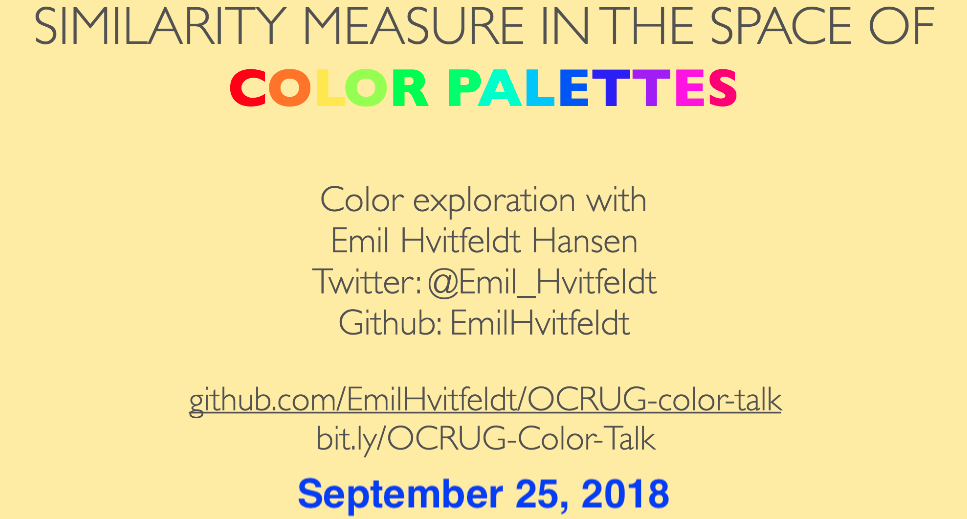 SIMILARITY MEASURE IN THE SPACE OF
COLOR PALETTES
Color exploration with
Emil Hvitfeldt Hansen
Twitter: @Emil_Hvitfeldt
Github: EmilHvitfeldt
github.com/EmilHvitfeldt/OCRUG-color-talk
bit.ly/OCRUG-Color-Talk
September 25, 2018